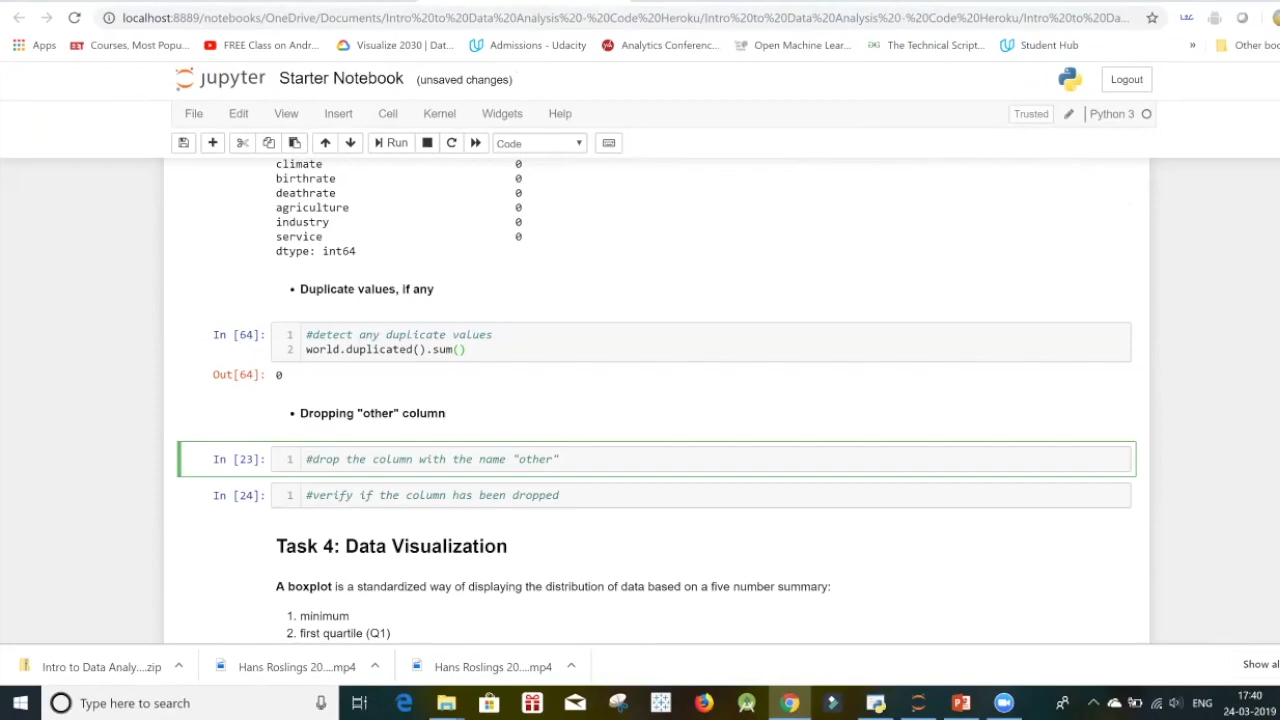 localhost:8889/notebooks/OneDrive/Documents/Intro%20to%20Data%20Analysis%20-%20Code%20Heroku/Intro%20to%20Data%20Analysis%20-%20Code%20Heroku/Intro%20to%20Da...
Apps Courses, Most Popu... FREE Class on Andr... Visualize 2030 | Dat... Admissions - Udacity Analytics Conferenc... Open Machine Lear... The Technical Script... Student Hub » Other boo
jupyter Starter Notebook (unsaved changes) Logout
File Edit View Insert Cell Kernel Widgets Help Trusted Python 3
Run Code
climate 0
birthrate 0
deathrate 0
agriculture 0
industry 0
service 0
dtype: int64
• Duplicate values, if any
In [64]: 1 #detect any duplicate values
2 world.duplicated().sum()
Out[64]: 0
• Dropping "other" column
In [23]: 1 #drop the column with the name "other"
In [24]: 1 #verify if the column has been dropped
Task 4: Data Visualization
A boxplot is a standardized way of displaying the distribution of data based on a five number summary:
1. minimum
2. first quartile (Q1)
Intro to Data Analy....zip Hans Roslings 20....mp4 Hans Roslings 20....mp4 Show al
Type here to search ENG 17:40
24-03-2019